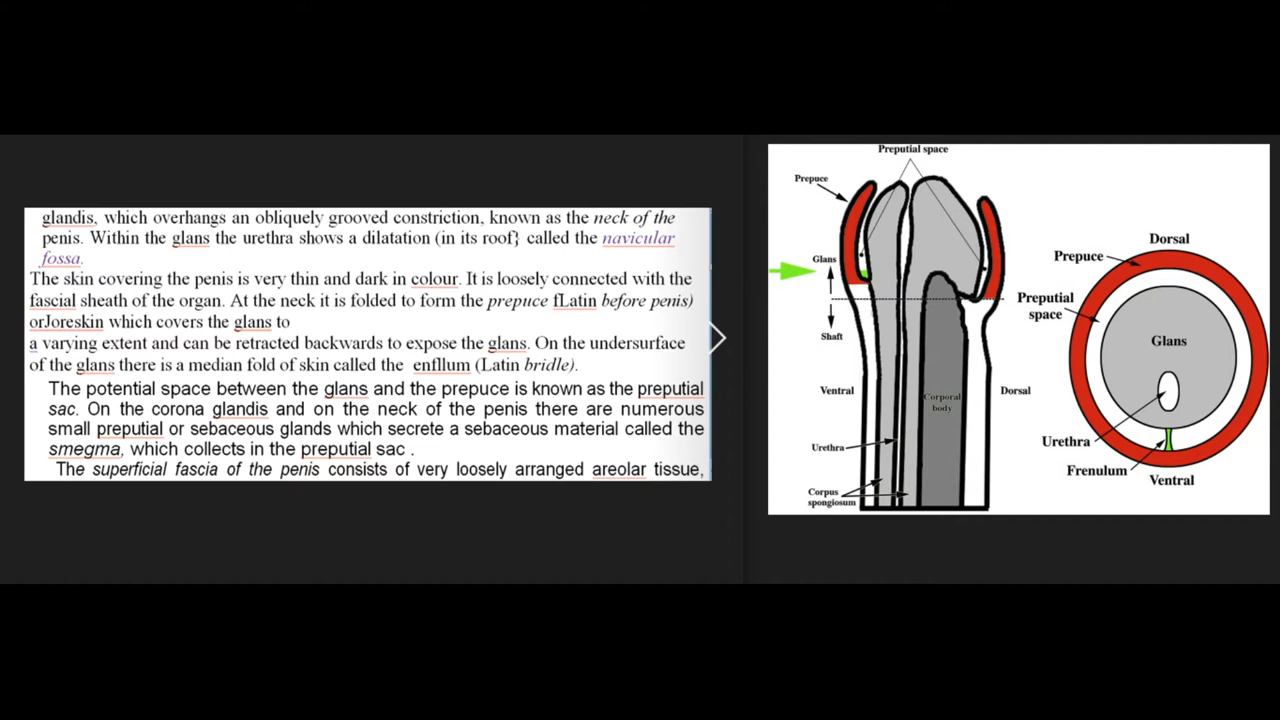 glandis, which overhangs an obliquely grooved constriction, known as the neck of the
penis. Within the glans the urethra shows a dilatation (in its roof} called the navicular
fossa.
The skin covering the penis is very thin and dark in colur. It is loosely connected with the
fascial sheath of the organ. At the neck it is folded to form the prepuce fLatin before penis)
orJoreskin which covers the glans to
a varying extent and can be retracted backwards to expose the glans. On the undersurface
of the glans there is a median fold of skin called the enfllum (Latin bridle).
The potential space between the glans and the prepuce is known as the preputial
sac. On the corona glandis and on the neck of the penis there are numerous
small preputial or sebaceous glands which secrete a sebaceous material called the
smegma, which collects in the preputial sac .
The superficial fascia of the penis consists of very loosely arranged areolar tissue,
Preputial space
Prepuce
Glans
Shaft
Ventral
Corporal
body
Dorsal
Urethra
Corpus
spongiosum
Dorsal
Prepuce
Preputial
space
Glans
Urethra
Frenulum
Ventral